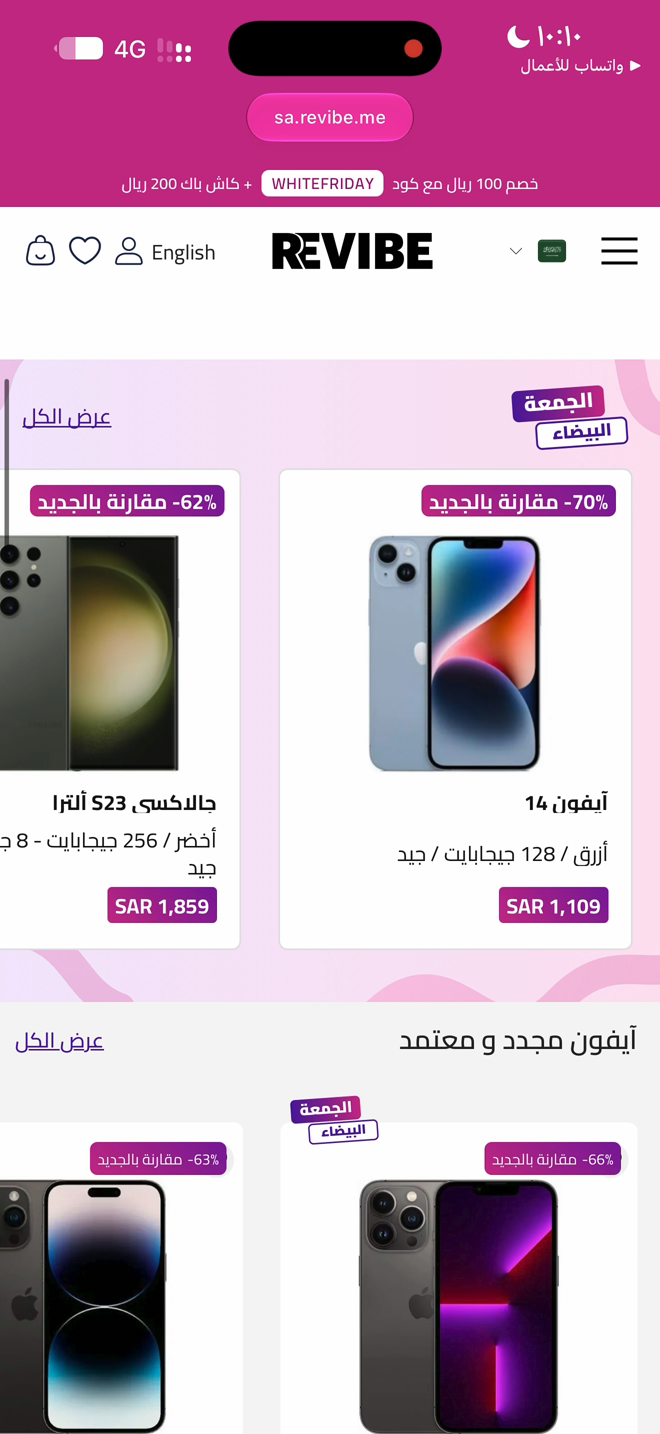 ١٠:١٠
4G
◀ واتساب للأعمال
sa.revibe.me
خصم 100 ريال مع كود WHITEFRIDAY + كاش باك 200 ريال
REVIBE
English
الجمعة
البيضاء
عرض الكل
-70% مقارنة بالجديد
آيفون 14
أزرق / 128 جيجابايت / جيد
SAR 1,109
-62% مقارنة بالجديد
جالاكسي S23 ألترا
أخضر / 256 جيجابايت - 8 ج
جيد
SAR 1,859
آيفون مجدد و معتمد
عرض الكل
الجمعة
البيضاء
-66% مقارنة بالجديد
-63% مقارنة بالجديد